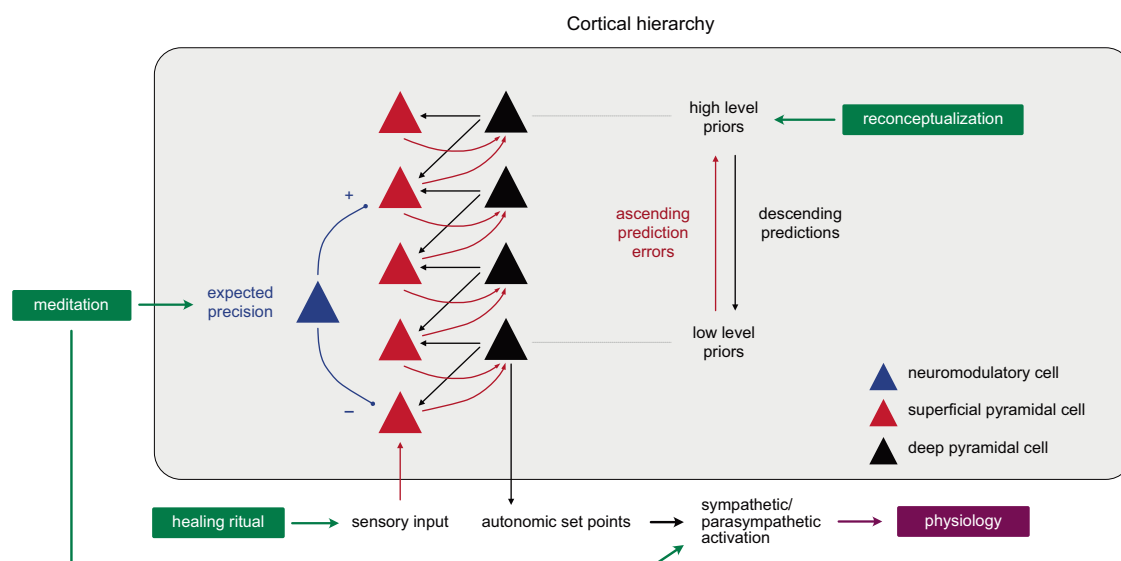 Cortical hierarchy
high level
priors
reconceptualization
+
ascending
prediction
errors
descending
predictions
meditation
expected
precision
low level
priors
neuromodulatory cell
superficial pyramidal cell
deep pyramidal cell
−
healing ritual
sensory input
autonomic set points
sympathetic/
parasympathetic
activation
physiology